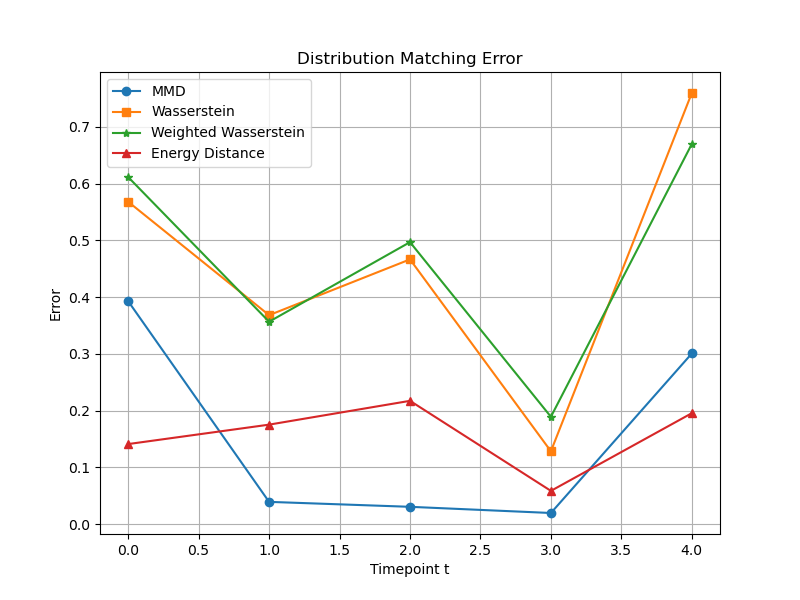 Distribution Matching Error
MMD
Wasserstein
Weighted Wasserstein
Energy Distance
Error
0.7
0.6
0.5
0.4
0.3
0.2
0.1
0.0
0.0 0.5 1.0 1.5 2.0 2.5 3.0 3.5 4.0
Timepoint t